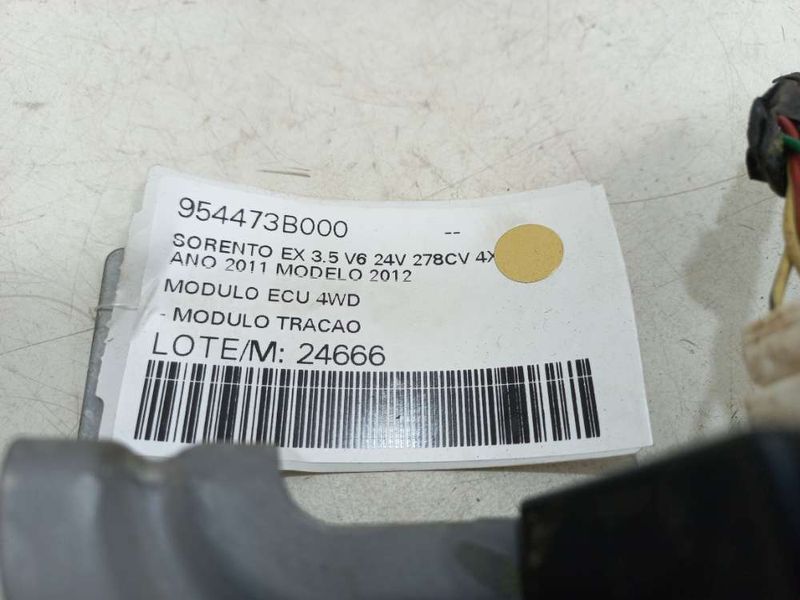 954473B000 --
SORENTO EX 3.5 V6 24V 278CV 4X
ANO 2011 MODELO 2012
MODULO ECU 4WD
- MODULO TRACAO
LOTE/M: 24666